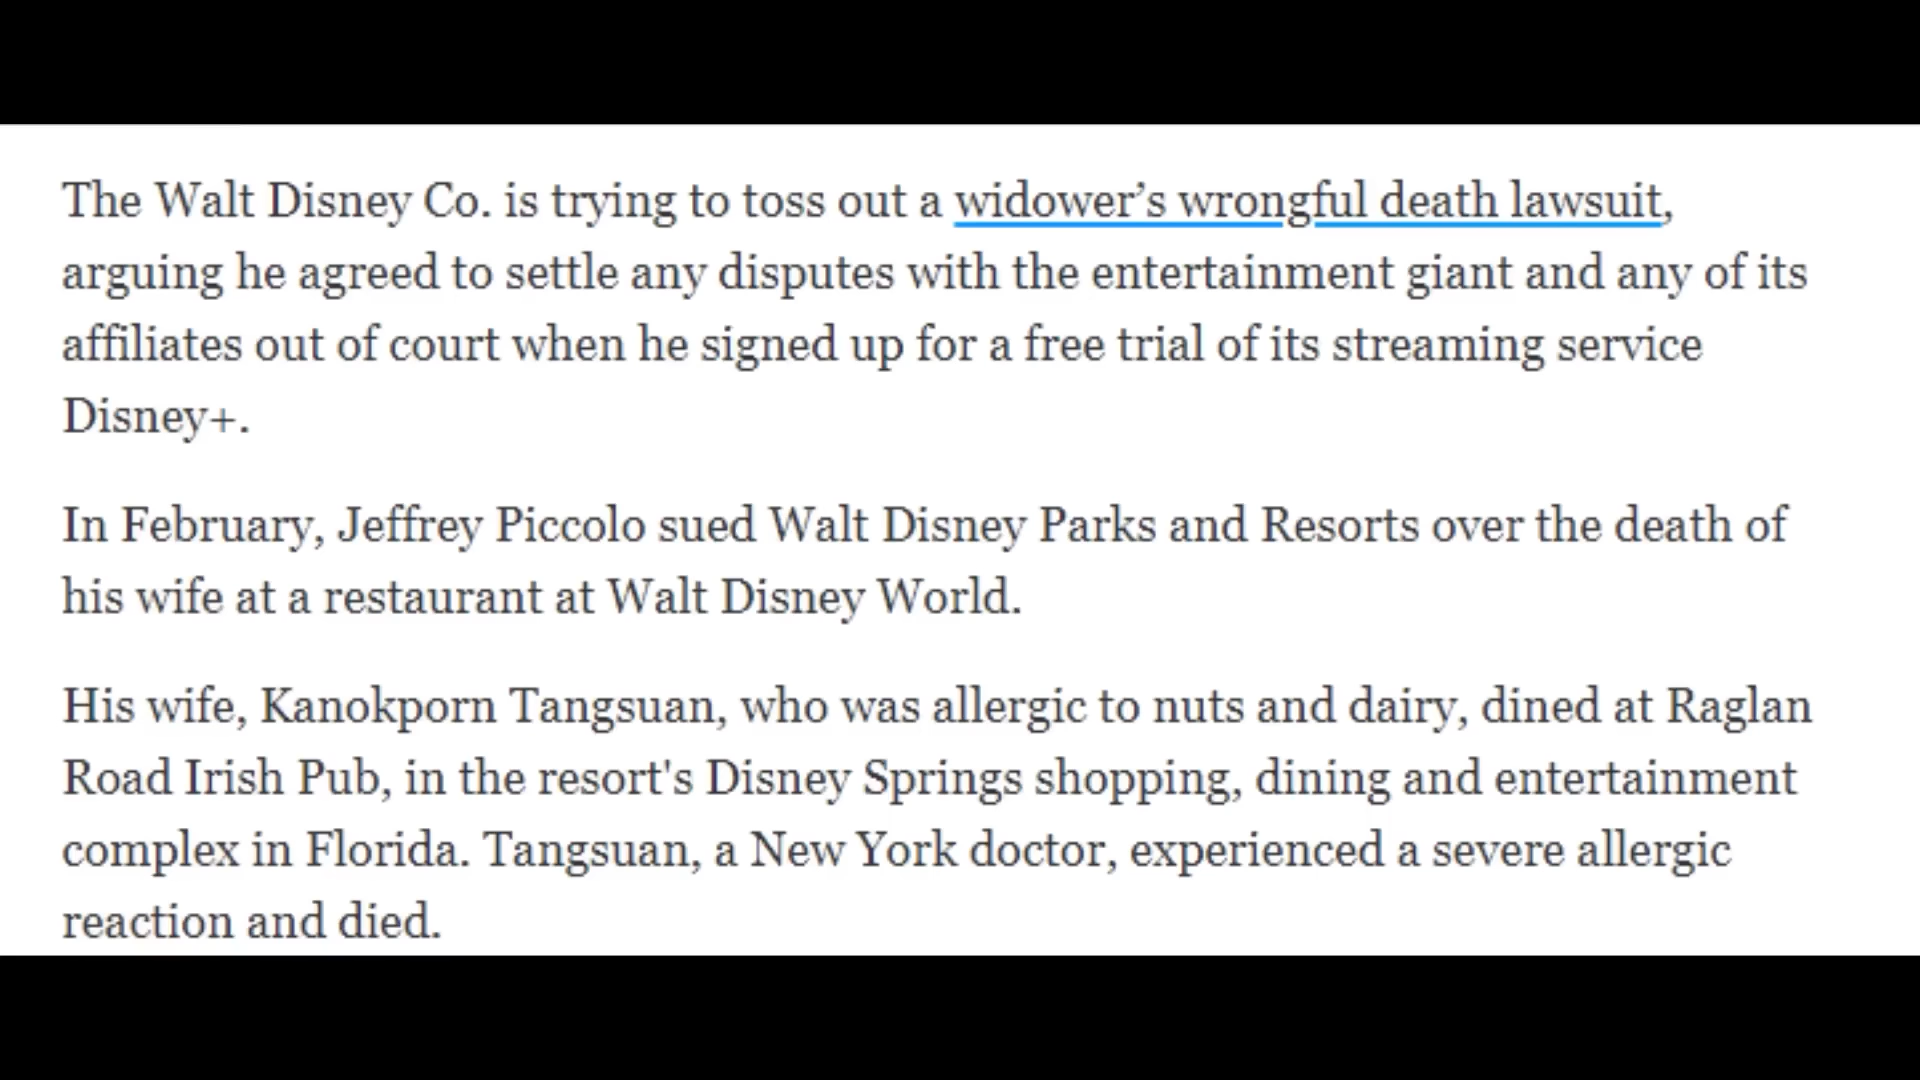 The Walt Disney Co. is trying to toss out a widower’s wrongful death lawsuit,
arguing he agreed to settle any disputes with the entertainment giant and any of its
affiliates out of court when he signed up for a free trial of its streaming service
Disney+.
In February, Jeffrey Piccolo sued Walt Disney Parks and Resorts over the death of
his wife at a restaurant at Walt Disney World.
His wife, Kanokporn Tangsuan, who was allergic to nuts and dairy, dined at Raglan
Road Irish Pub, in the resort's Disney Springs shopping, dining and entertainment
complex in Florida. Tangsuan, a New York doctor, experienced a severe allergic
reaction and died.